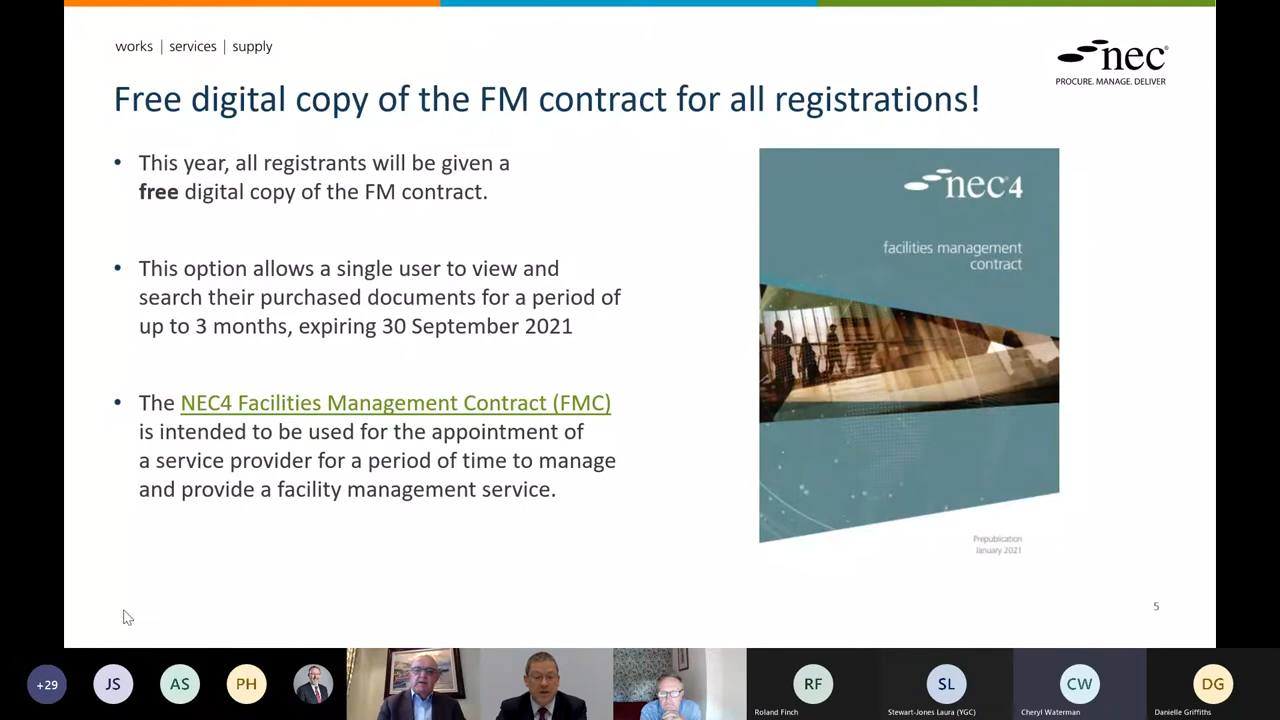 works | services | supply
nec®
PROCURE. MANAGE. DELIVER
Free digital copy of the FM contract for all registrations!
• This year, all registrants will be given a
free digital copy of the FM contract.
• This option allows a single user to view and
search their purchased documents for a period of
up to 3 months, expiring 30 September 2021
• The NEC4 Facilities Management Contract (FMC)
is intended to be used for the appointment of
a service provider for a period of time to manage
and provide a facility management service.
nec4
facilities management
contract
Prepublication
January 2021
5
+29
JS
AS
PH
RF
SL
CW
DG
Roland Finch
Stewart-Jones Laura (YGC)
Cheryl Waterman
Danielle Griffiths